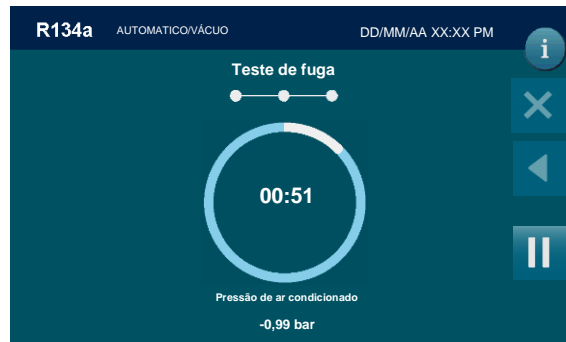 R134a AUTOMATICO/VÁCUO DD/MM/AA XX:XX PM
i
Teste de fuga
00:51
Pressão de ar condicionado
-0,99 bar